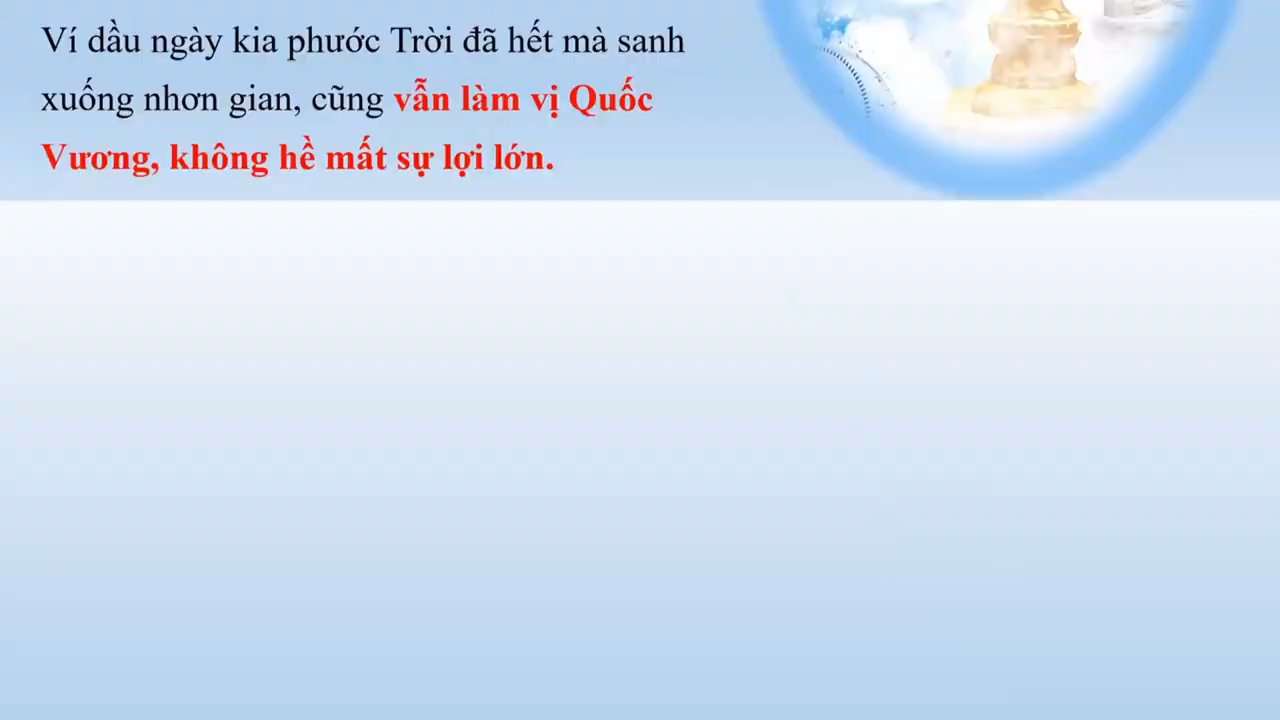 Ví dầu ngày kia phước Trời đã hết mà sanh
xuống nhơn gian, cũng vẫn làm vị Quốc
Vương, không hề mất sự lợi lớn.